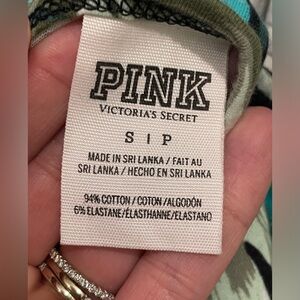 PINK
VICTORIA'S SECRET
S | P
MADE IN SRI LANKA / FAIT AU
SRI LANKA / HECHO EN SRI LANKA
94% COTTON / COTON / ALGODÓN
6% ELASTANE/ÉLASTHANNE/ELASTANO